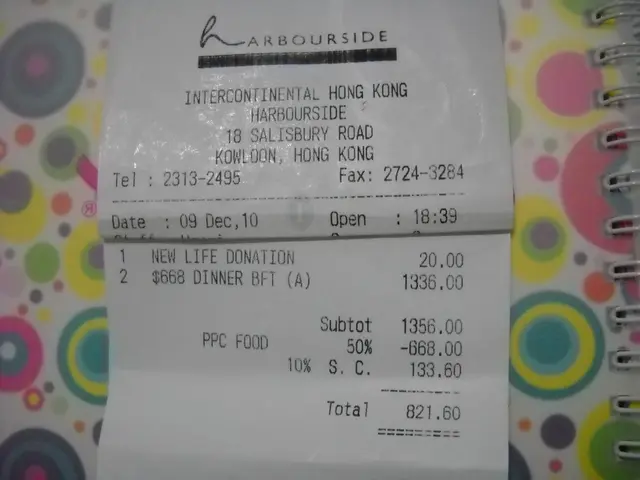 HARBOURSIDE
INTERCONTINENTAL HONG KONG
HARBOURSIDE
18 SALISBURY ROAD
KOWLOON, HONG KONG
Tel : 2313-2495 Fax: 2724-3284
Date : 09 Dec,10 Open : 18:39
1 NEW LIFE DONATION 20.00
2 $668 DINNER BFT (A) 1336.00
Subtot 1356.00
PPC FOOD 50% -668.00
10% S. C. 133.60
Total 821.60